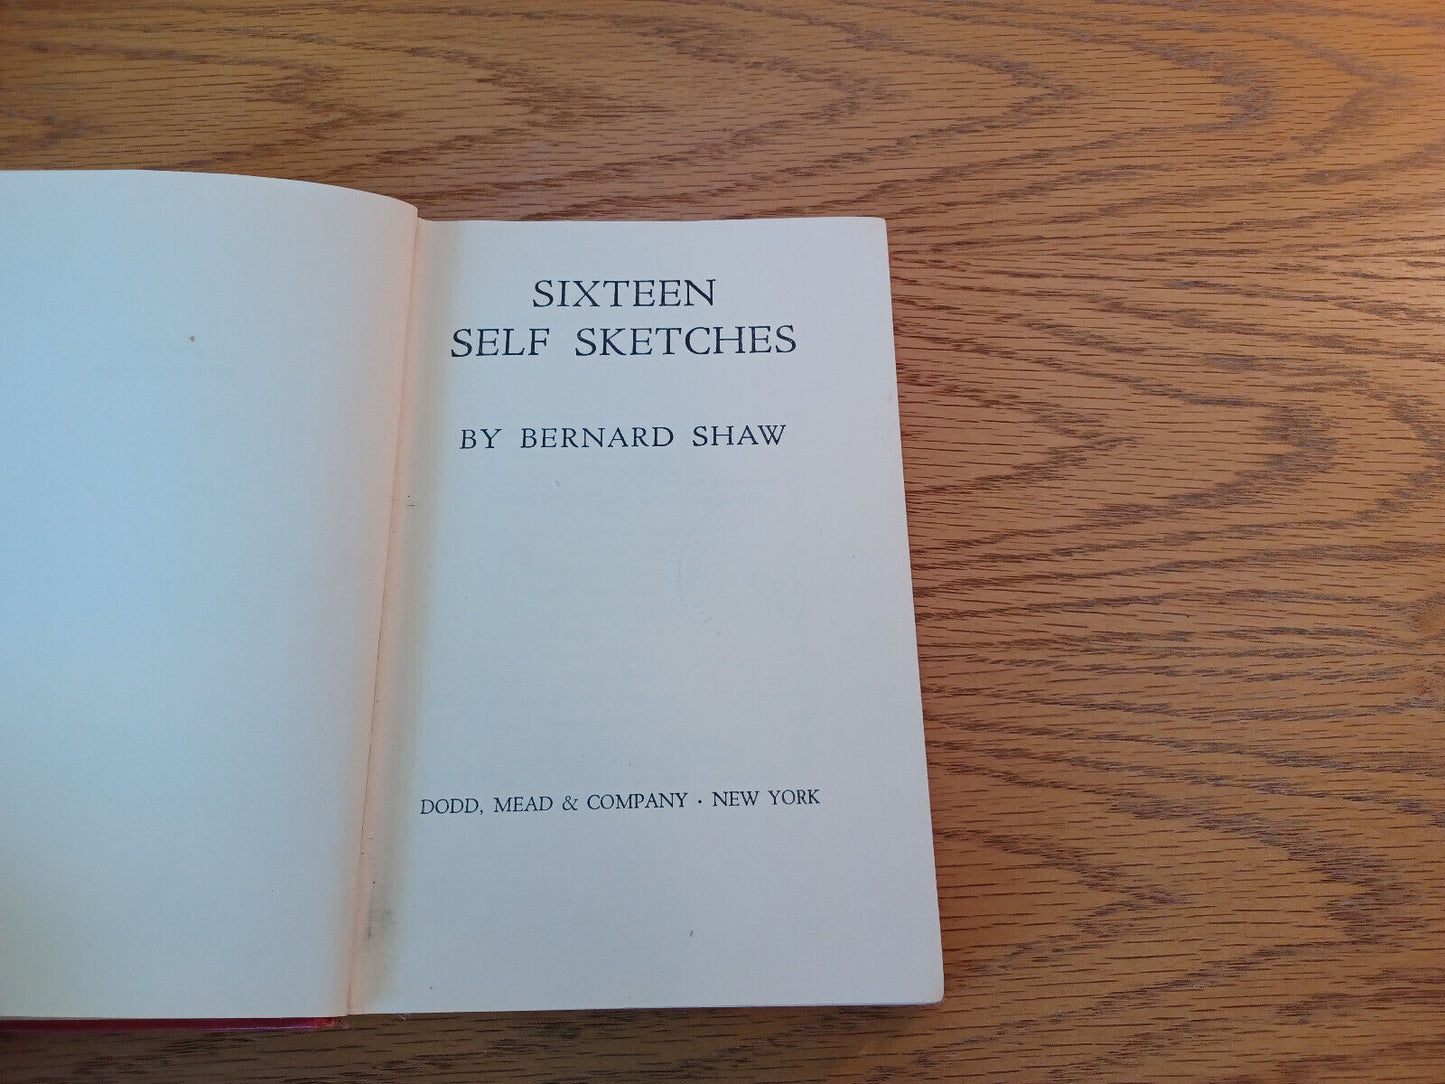 SIXTEEN
SELF SKETCHES
BY BERNARD SHAW
DODD, MEAD & COMPANY · NEW YORK